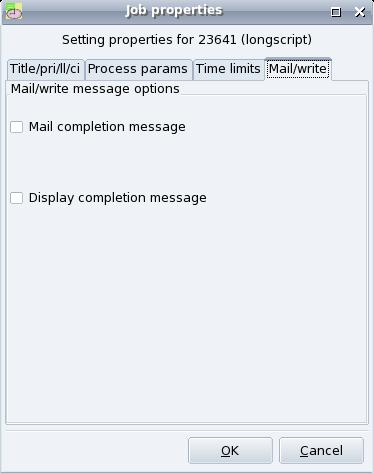 Job properties
Setting properties for 23641 (longscript)
Title/pri/ll/ci Process params Time limits Mail/write
Mail/write message options
Mail completion message
Display completion message
OK Cancel